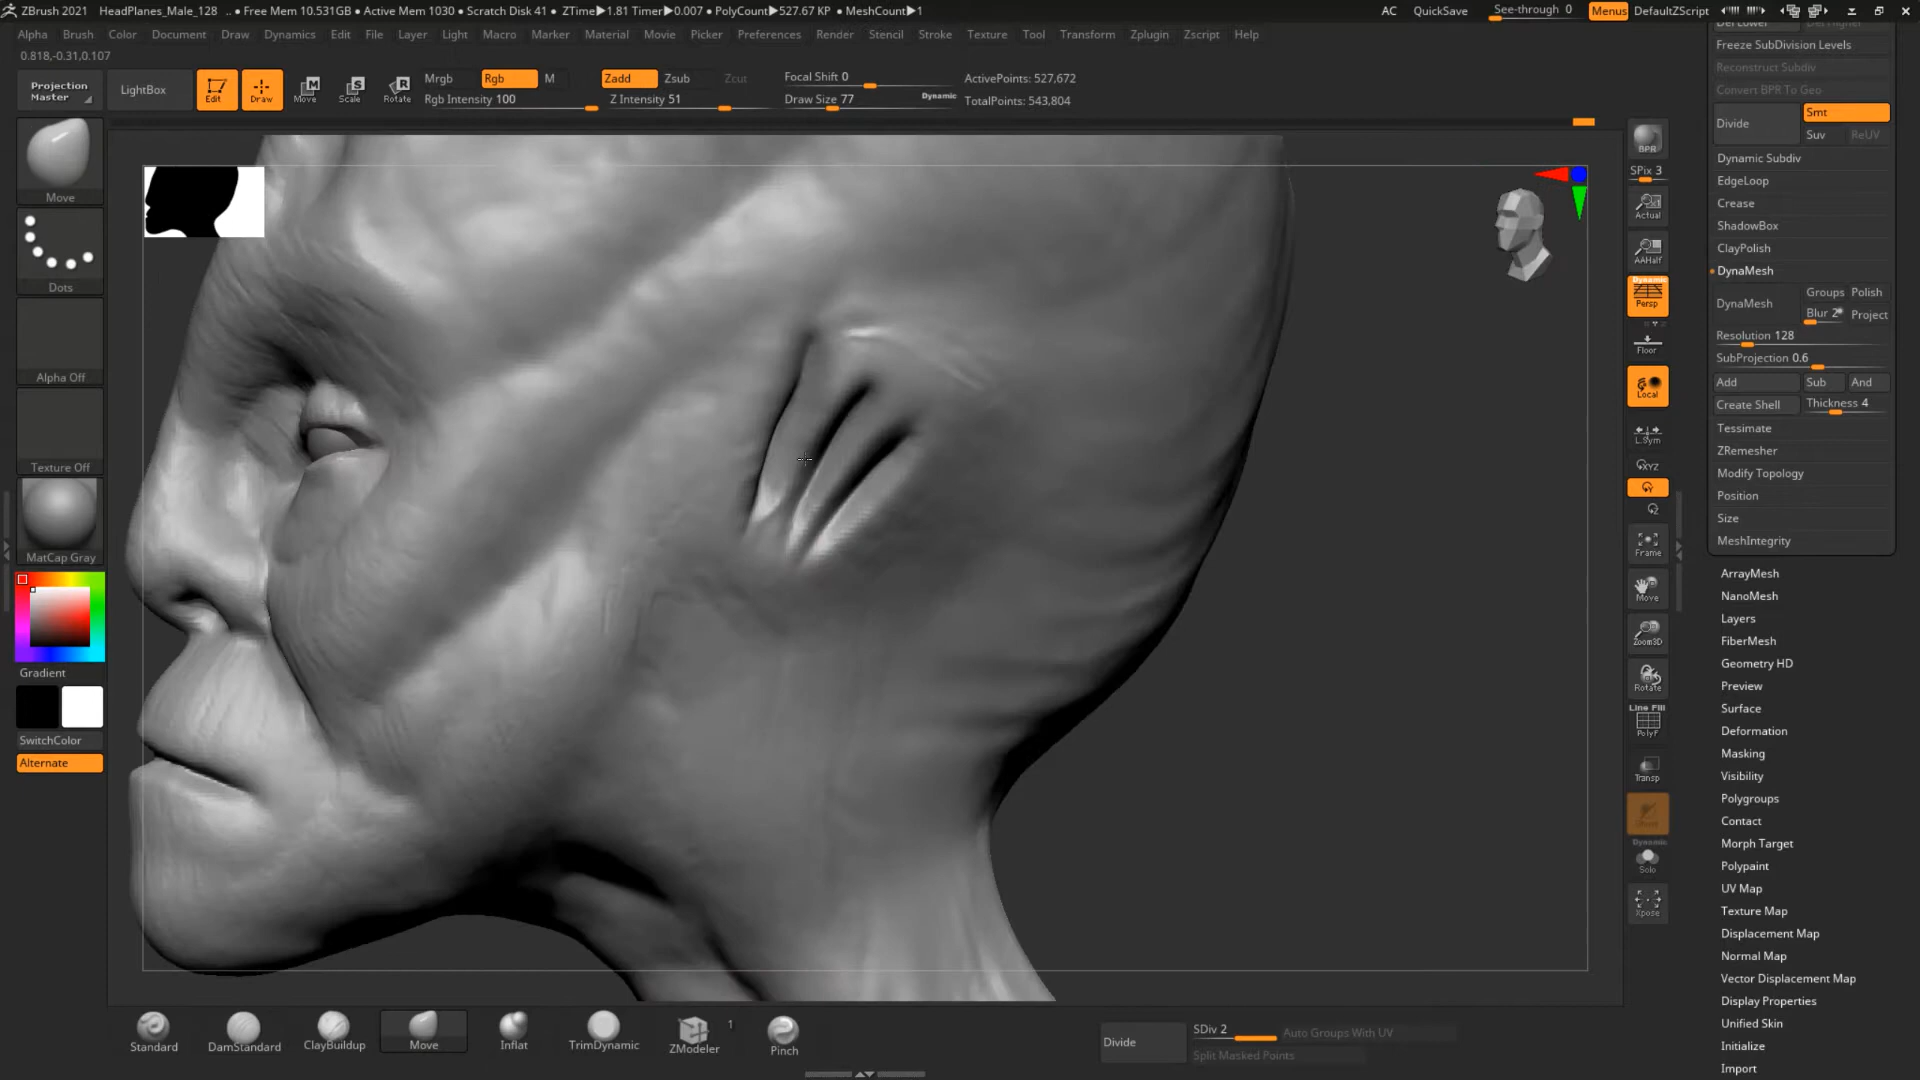 ZBrush 2021 HeadPlanes_Male_128 .. ● Free Mem 10.531GB ● Active Mem 1030 ● Scratch Disk 41 ● ZTime▶1.81 Timer▶0.007 ● PolyCount▶527.67 KP ● MeshCount▶1 AC QuickSave See-through 0 Menus DefaultZScript
Alpha Brush Color Document Draw Dynamics Edit File Layer Light Macro Marker Material Movie Picker Preferences Render Stencil Stroke Texture Tool Transform Zplugin Zscript Help
0.818,-0.31,0.107
Projection Master
LightBox
Edit
Draw
Move
Scale
Rotate
Mrgb Rgb M
Rgb Intensity 100
Zadd Zsub Zcut
Z Intensity 51
Focal Shift 0
Draw Size 77
Dynamic
ActivePoints: 527,672
TotalPoints: 543,804
Move
Dots
Alpha Off
Texture Off
MatCap Gray
Gradient
SwitchColor
Alternate
BPR
SPix 3
Actual
AAHalf
Dynamic
Persp
Floor
Local
L.Sym
XYZ
Y
Z
Frame
Move
Zoom3D
Rotate
Line Fill
PolyF
Transp
Dynamic
Solo
Xpose
Freeze SubDivision Levels
Reconstruct Subdiv
Convert BPR To Geo
Divide
Smt
Suv ReUV
Dynamic Subdiv
EdgeLoop
Crease
ShadowBox
ClayPolish
DynaMesh
DynaMesh
Groups Polish
Blur 2 Project
Resolution 128
SubProjection 0.6
Add Sub And
Create Shell Thickness 4
Tessimate
ZRemesher
Modify Topology
Position
Size
MeshIntegrity
ArrayMesh
NanoMesh
Layers
FiberMesh
Geometry HD
Preview
Surface
Deformation
Masking
Visibility
Polygroups
Contact
Morph Target
Polypaint
UV Map
Texture Map
Displacement Map
Normal Map
Vector Displacement Map
Display Properties
Unified Skin
Initialize
Import
Standard
DamStandard
ClayBuildup
Move
Inflat
TrimDynamic
ZModeler
1
Pinch
Divide
SDiv 2
Auto Groups With UV
Split Masked Points